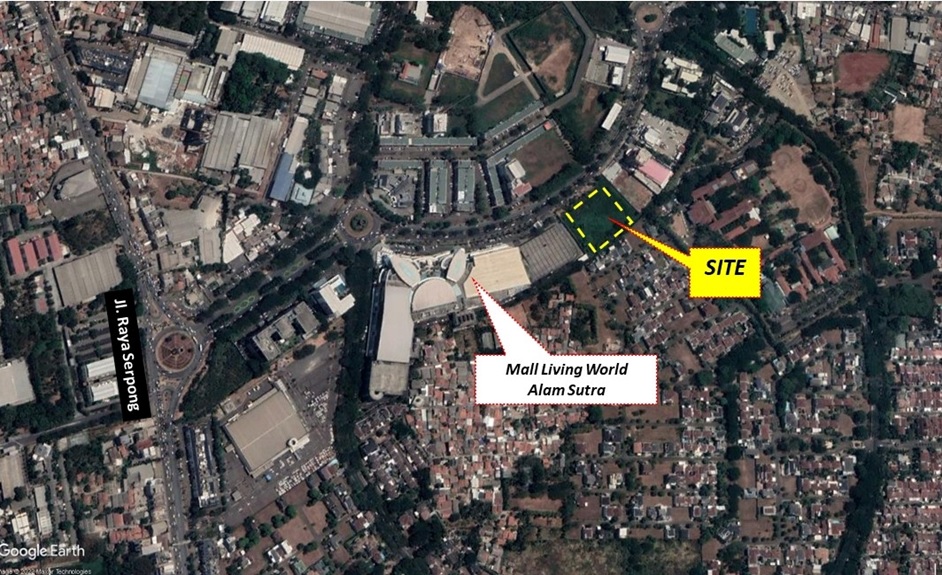 SITE
Jl. Raya Serpong
Mall Living World
Alam Sutra
Google Earth